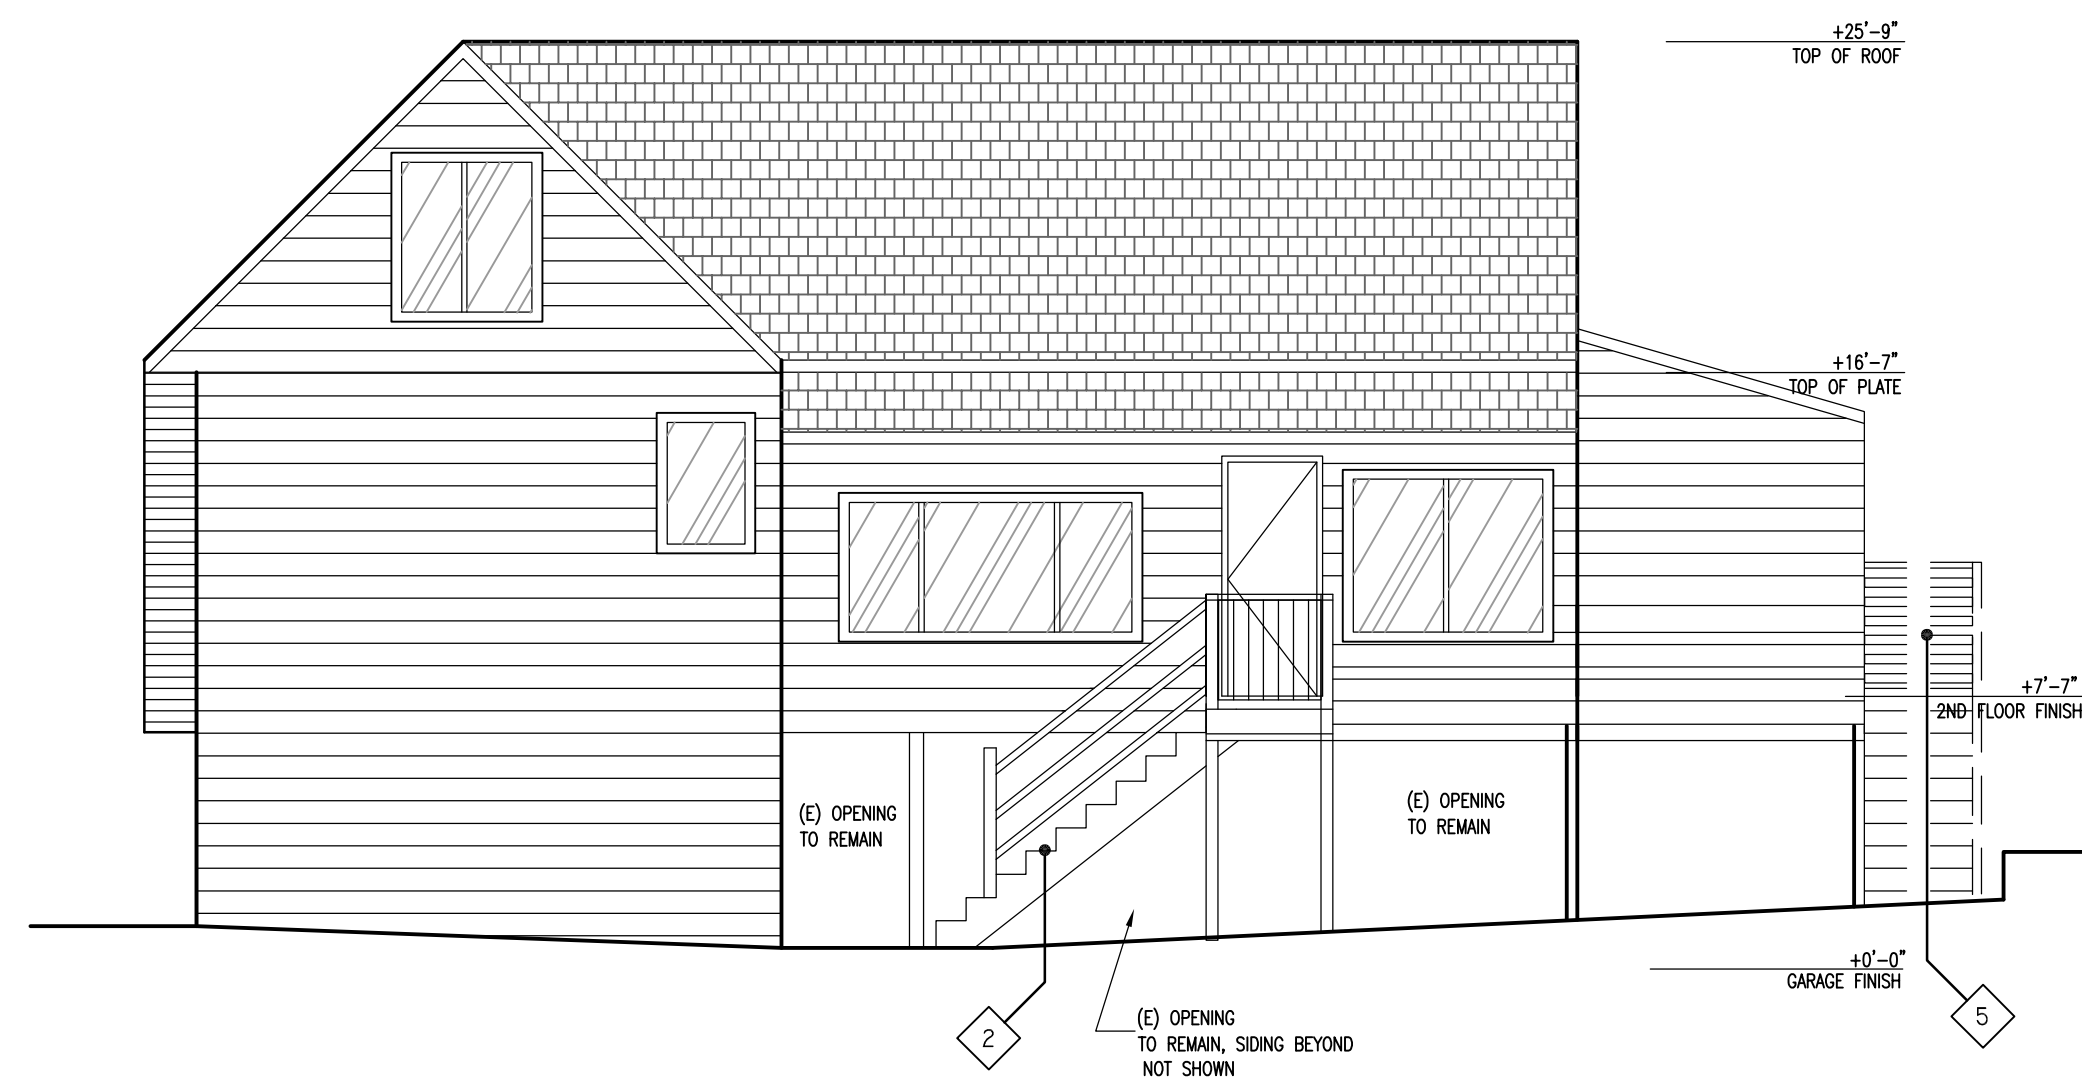 +25'-9"
TOP OF ROOF
+16'-7"
TOP OF PLATE
+7'-7"
2ND FLOOR FINISH
(E) OPENING
TO REMAIN
(E) OPENING
TO REMAIN
+0'-0"
GARAGE FINISH
2
(E) OPENING
TO REMAIN, SIDING BEYOND
NOT SHOWN
5